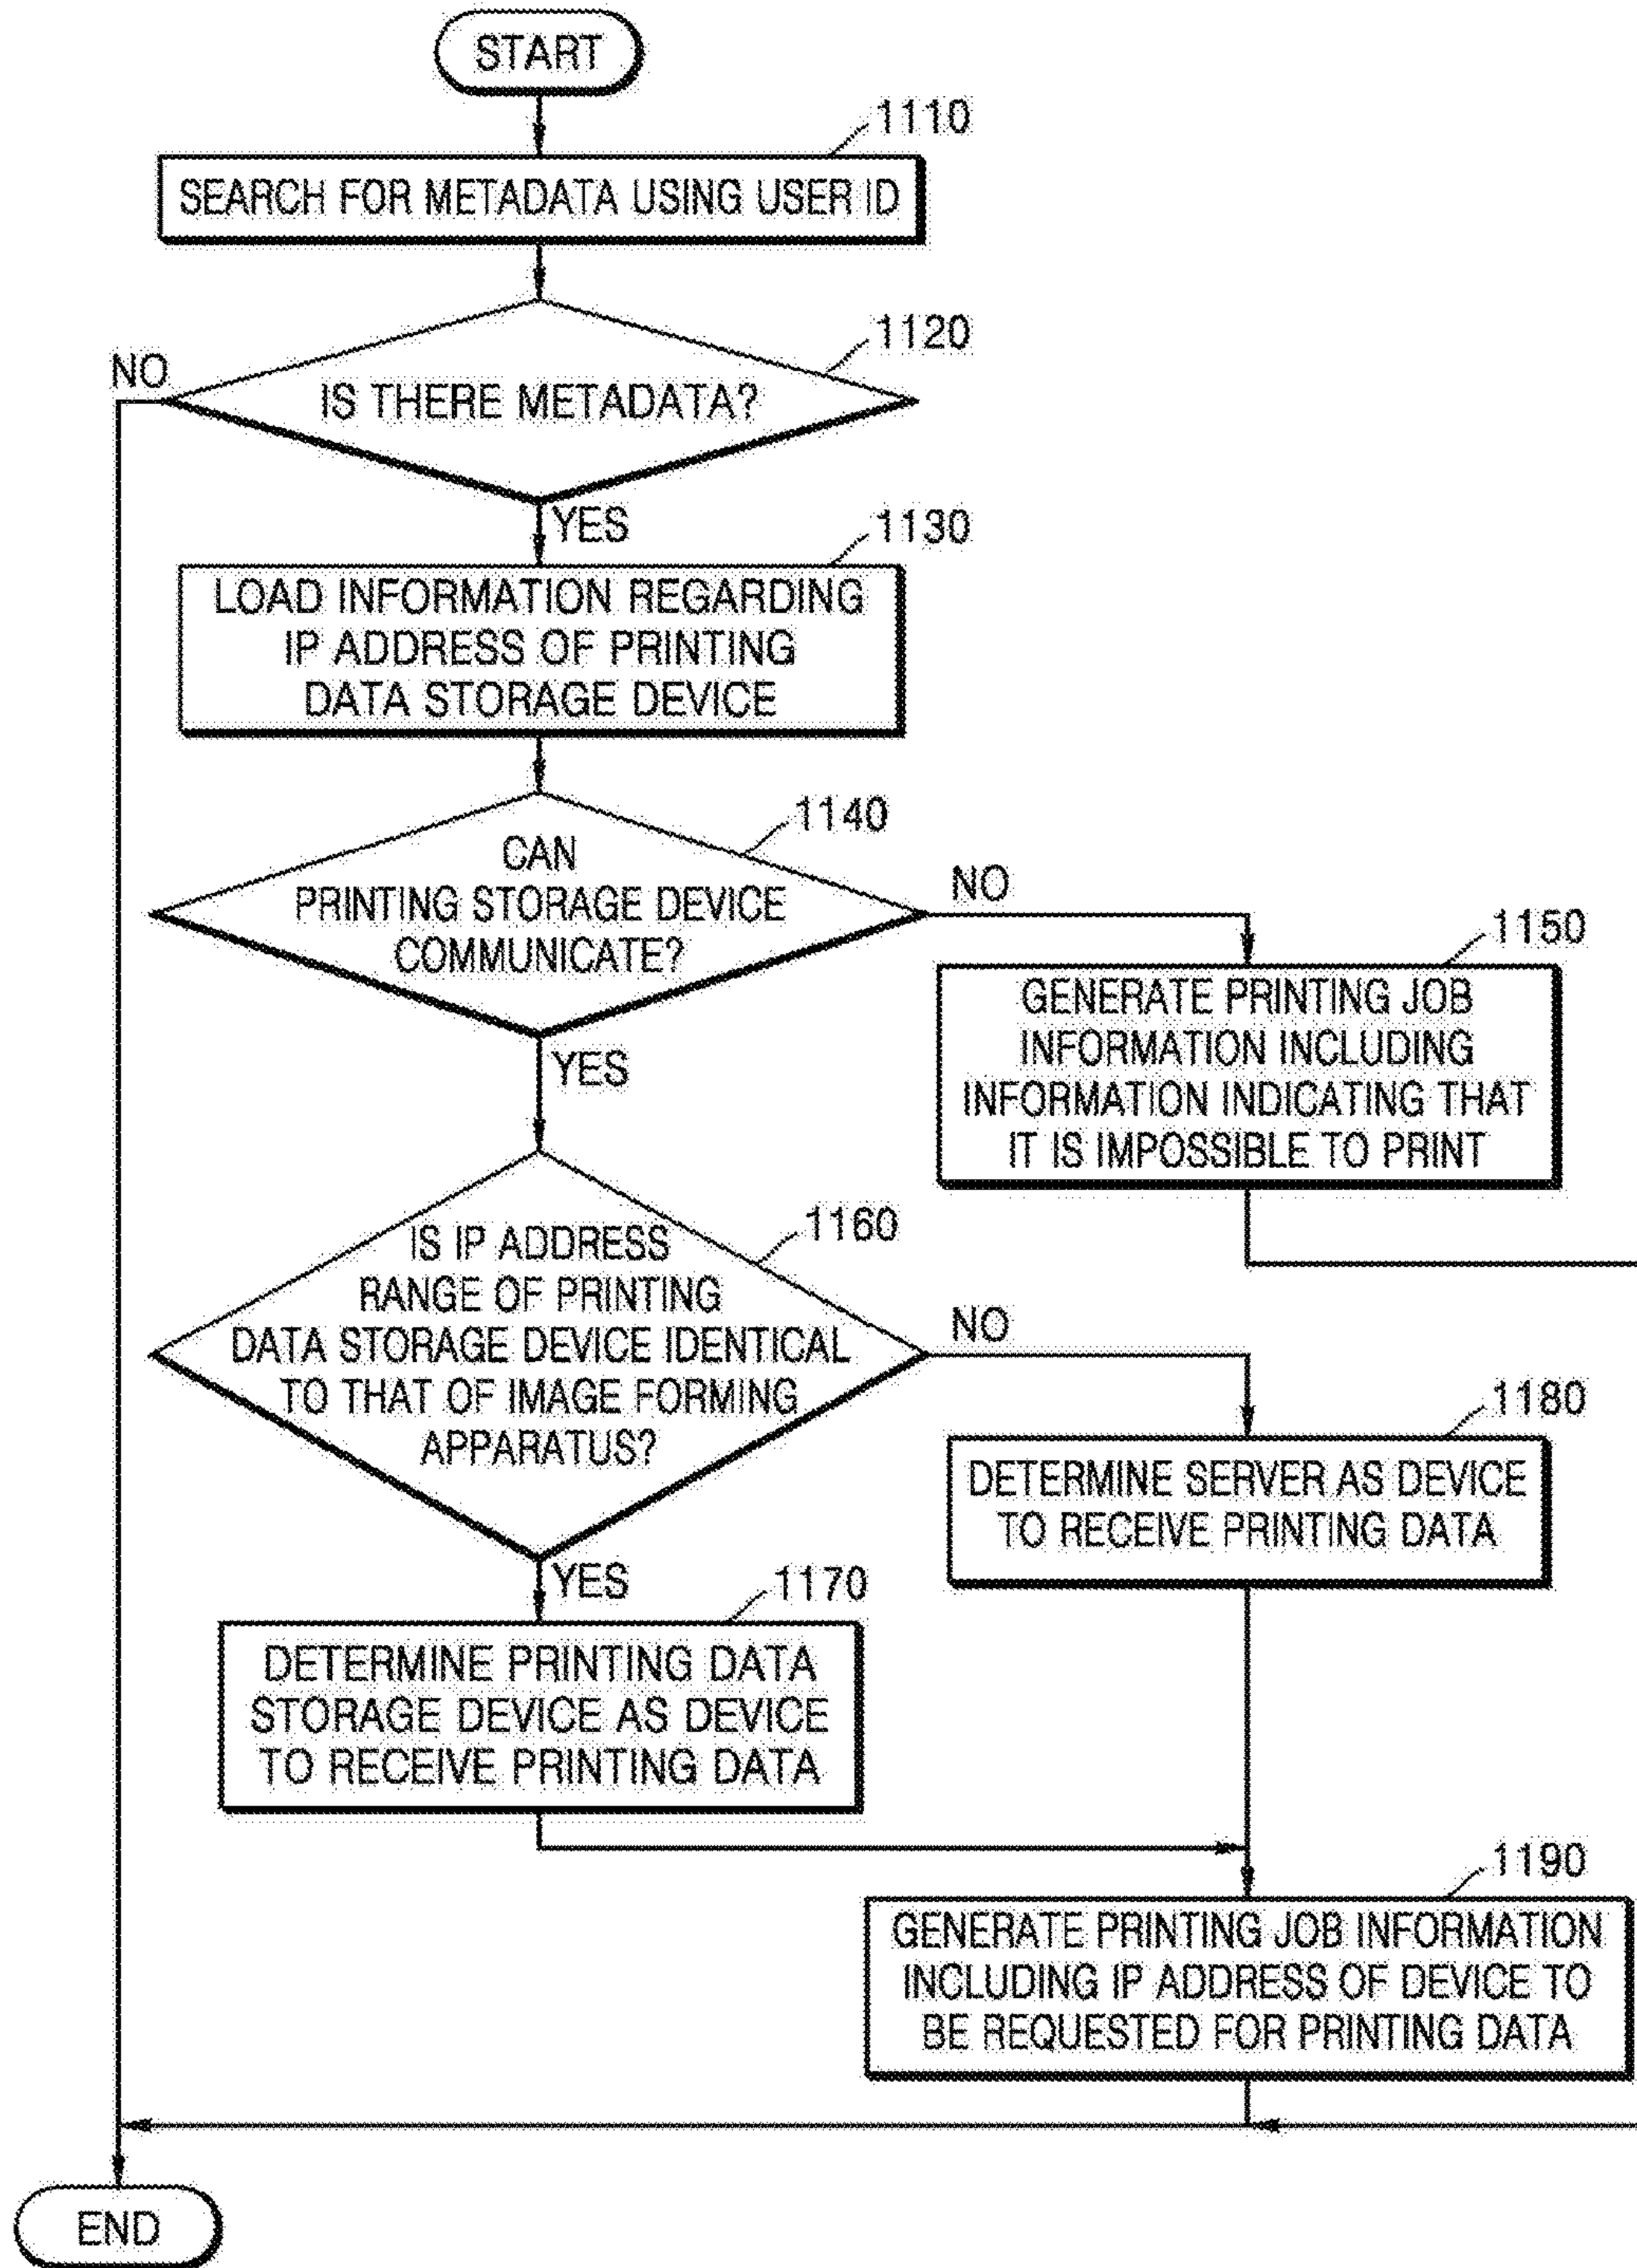 START
1110
SEARCH FOR METADATA USING USER ID
1120
NO
IS THERE METADATA?
YES
1130
LOAD INFORMATION REGARDING
IP ADDRESS OF PRINTING
DATA STORAGE DEVICE
1140
CAN
PRINTING STORAGE DEVICE
COMMUNICATE?
NO
YES
1150
GENERATE PRINTING JOB
INFORMATION INCLUDING
INFORMATION INDICATING THAT
IT IS IMPOSSIBLE TO PRINT
1160
IS IP ADDRESS
RANGE OF PRINTING
DATA STORAGE DEVICE IDENTICAL
TO THAT OF IMAGE FORMING
APPARATUS?
NO
YES
1180
DETERMINE SERVER AS DEVICE
TO RECEIVE PRINTING DATA
1170
DETERMINE PRINTING DATA
STORAGE DEVICE AS DEVICE
TO RECEIVE PRINTING DATA
1190
GENERATE PRINTING JOB INFORMATION
INCLUDING IP ADDRESS OF DEVICE TO
BE REQUESTED FOR PRINTING DATA
END